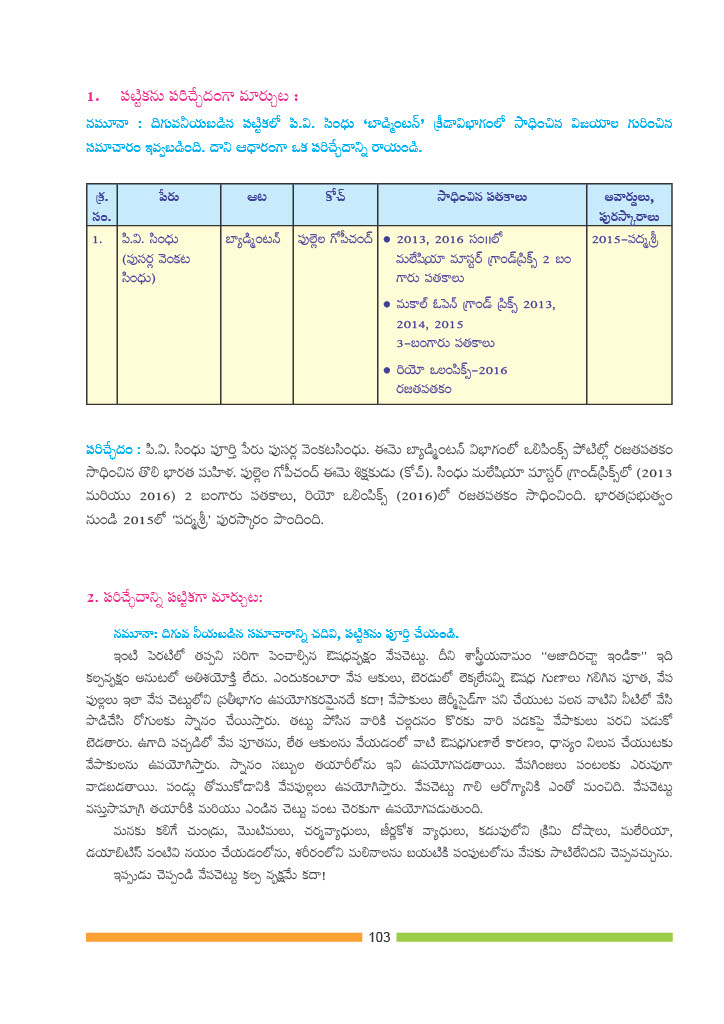 1. పట్టికను పరిచ్ఛేదంగా మార్చుట :
నమూనా : దిగువనీయబడిన పట్టికలో పి.వి. సింధు ‘బాడ్మింటన్’ క్రీడావిభాగంలో సాధించిన విజయాల గురించిన
సమాచారం ఇవ్వబడింది. దాని ఆధారంగా ఒక పరిచ్ఛేదాన్ని రాయండి.
క్ర. సం. పేరు ఆట కోచ్ సాధించిన పతకాలు అవార్డులు, పురస్కారాలు
1. పి.వి. సింధు బ్యాడ్మింటన్ పుల్లెల గోపీచంద్ ● 2013, 2016 సం॥లో 2015–పద్మశ్రీ
(పుసర్ల వెంకట మలేషియా మాస్టర్ గ్రాండ్‌ప్రిక్స్ 2 బం
సింధు) గారు పతకాలు
● మకాల్ ఓపెన్ గ్రాండ్ ప్రిక్స్ 2013,
2014, 2015
3–బంగారు పతకాలు
● రియో ఒలంపిక్స్–2016
రజతపతకం
పరిచ్ఛేదం : పి.వి. సింధు పూర్తి పేరు పుసర్ల వెంకటసింధు. ఈమె బ్యాడ్మింటన్ విభాగంలో ఒలిపింక్స్ పోటీల్లో రజతపతకం
సాధించిన తొలి భారత మహిళ. పుల్లెల గోపీచంద్ ఈమె శిక్షకుడు (కోచ్). సింధు మలేషియా మాస్టర్ గ్రాండ్‌ప్రిక్స్‌లో (2013
మరియు 2016) 2 బంగారు పతకాలు, రియో ఒలింపిక్స్ (2016)లో రజతపతకం సాధించింది. భారతప్రభుత్వం
నుండి 2015లో ‘పద్మశ్రీ’ పురస్కారం పొందింది.
2. పరిచ్ఛేదాన్ని పట్టికగా మార్చుట:
నమూనా: దిగువ నీయబడిన సమాచారాన్ని చదివి, పట్టికను పూర్తి చేయండి.
ఇంటి పెరటిలో తప్పని సరిగా పెంచాల్సిన ఔషధవృక్షం వేపచెట్టు. దీని శాస్త్రీయనామం “అజాదిరచ్టా ఇండికా” ఇది
కల్పవృక్షం అనుటలో అతిశయోక్తి లేదు. ఎందుకంటారా వేప ఆకులు, బెరడులో లెక్కలేనన్ని ఔషధ గుణాలు గలిగిన పూత, వేప
పుల్లలు ఇలా వేప చెట్టులోని ప్రతీభాగం ఉపయోగకరమైనదే కదా! వేపాకులు జెర్మీసైడ్‌గా పని చేయుట వలన వాటిని నీటిలో వేసి
పొడిచేసి రోగులకు స్నానం చేయిస్తారు. తట్టు పోసిన వారికి చల్లదనం కొరకు వారి పడకపై వేపాకులు పరచి పడుకో
బెడతారు. ఉగాది పచ్చడిలో వేప పూతను, లేత ఆకులను వేయడంలో వాటి ఔషధగుణాలే కారణం, ధాన్యం నిలువ చేయుటకు
వేపాకులను ఉపయోగిస్తారు. స్నానం సబ్బుల తయారీలోను ఇవి ఉపయోగపడతాయి. వేపగింజలు పంటలకు ఎరువుగా
వాడబడతాయి. పండ్లు తోముకోడానికి వేపపుల్లలు ఉపయోగిస్తారు. వేపచెట్టు గాలి ఆరోగ్యానికి ఎంతో మంచిది. వేపచెట్టు
వస్తుసామాగ్రి తయారీకి మరియు ఎండిన చెట్టు వంట చెరకుగా ఉపయోగపడుతుంది.
మనకు కలిగే చుండ్రు, మొటిమలు, చర్మవ్యాధులు, జీర్ణకోశ వ్యాధులు, కడుపులోని క్రిమి దోషాలు, మలేరియా,
డయాబిటిస్ వంటివి నయం చేయడంలోను, శరీరంలోని మలినాలను బయటికి పంపుటలోను వేపకు సాటిలేనిదని చెప్పవచ్చును.
ఇప్పుడు చెప్పండి వేపచెట్టు కల్ప వృక్షమే కదా!
103